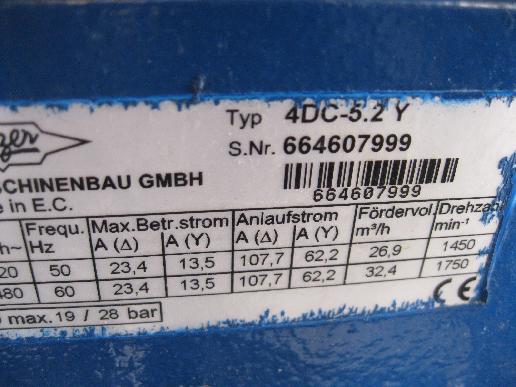 Typ 4DC-5.2 Y
S.Nr. 664607999
SCHINENBAU GMBH
664607999
e in E.C.
Frequ. Max.Betr.strom Anlaufstrom Fördervol. Drehzahl
h~ Hz A (Δ) A (Y) A (Δ) A (Y) m³/h min⁻¹
20 50 23,4 13,5 107,7 62,2 26,9 1450
480 60 23,4 13,5 107,7 62,2 32,4 1750
max.19 / 28 bar
CE